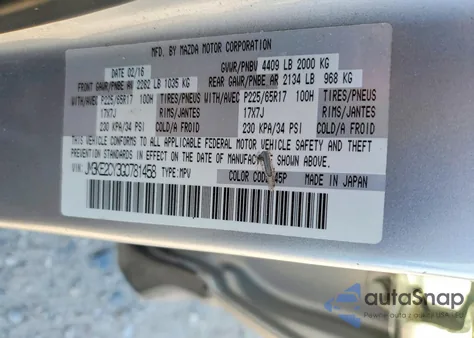 MFD. BY MAZDA MOTOR CORPORATION
DATE 02/16 GVWR/PNBV 4409 LB 2000 KG
FRONT GAWR/PNBE AV 2282 LB 1035 KG REAR GAWR/PNBE AR 2134 LB 968 KG
WITH/AVEC P225/65R17 100H TIRES/PNEUS WITH/AVEC P225/65R17 100H TIRES/PNEUS
17X7J RIMS/JANTES 17X7J RIMS/JANTES
230 KPA/34 PSI COLD/A FROID 230 KPA/34 PSI COLD/A FROID
THIS VEHICLE CONFORMS TO ALL APPLICABLE FEDERAL MOTOR VEHICLE SAFETY AND THEFT
PREVENTION STANDARDS IN EFFECT ON THE DATE OF MANUFACTURE SHOWN ABOVE.
VIN: JM3KE2CY3G0781458 TYPE: MPV COLOR CODE: 45P MADE IN JAPAN
autoSnap